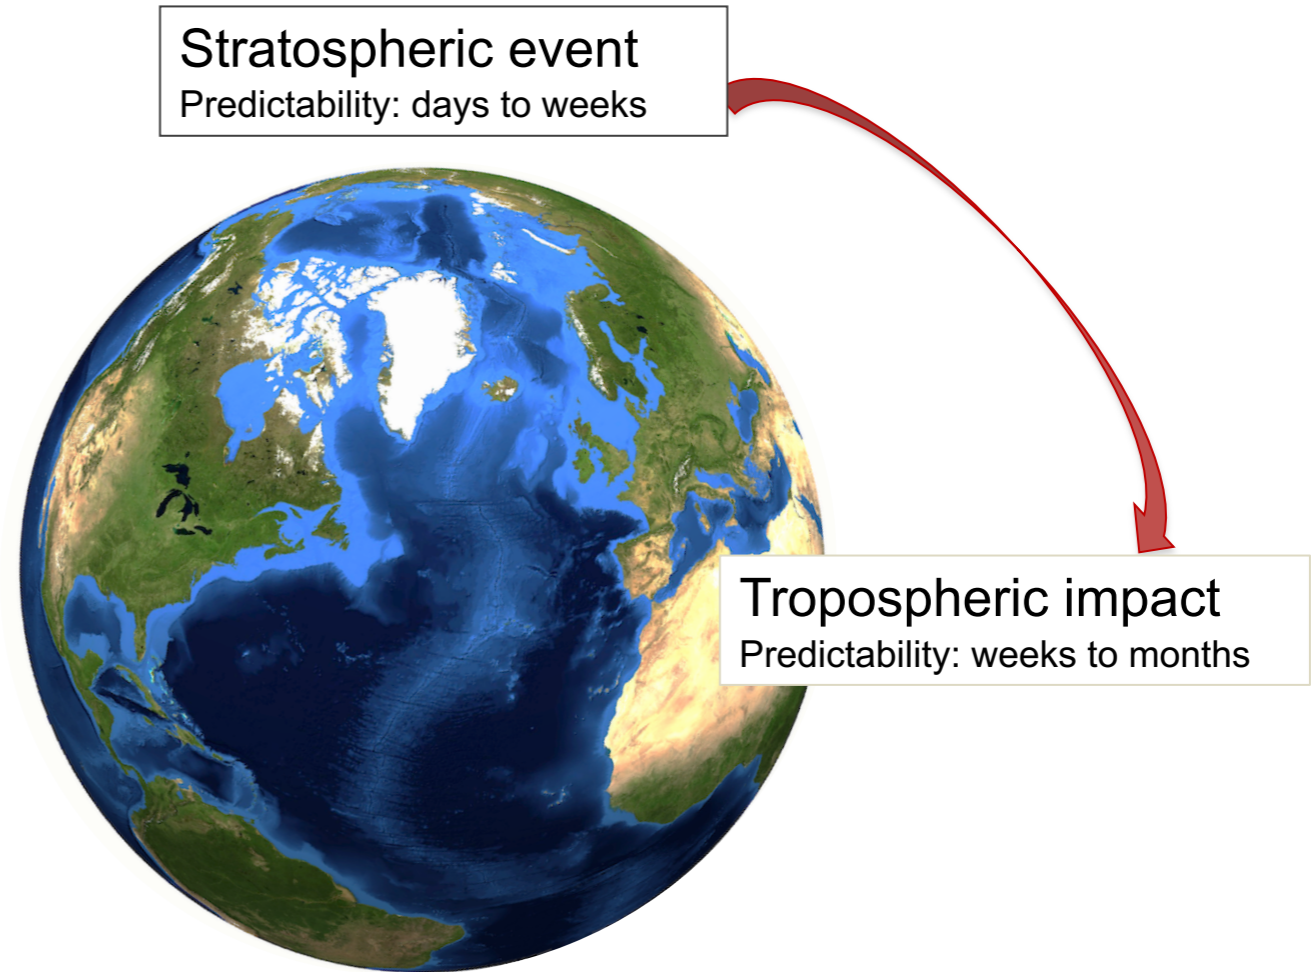 Stratospheric event
Predictability: days to weeks
Tropospheric impact
Predictability: weeks to months